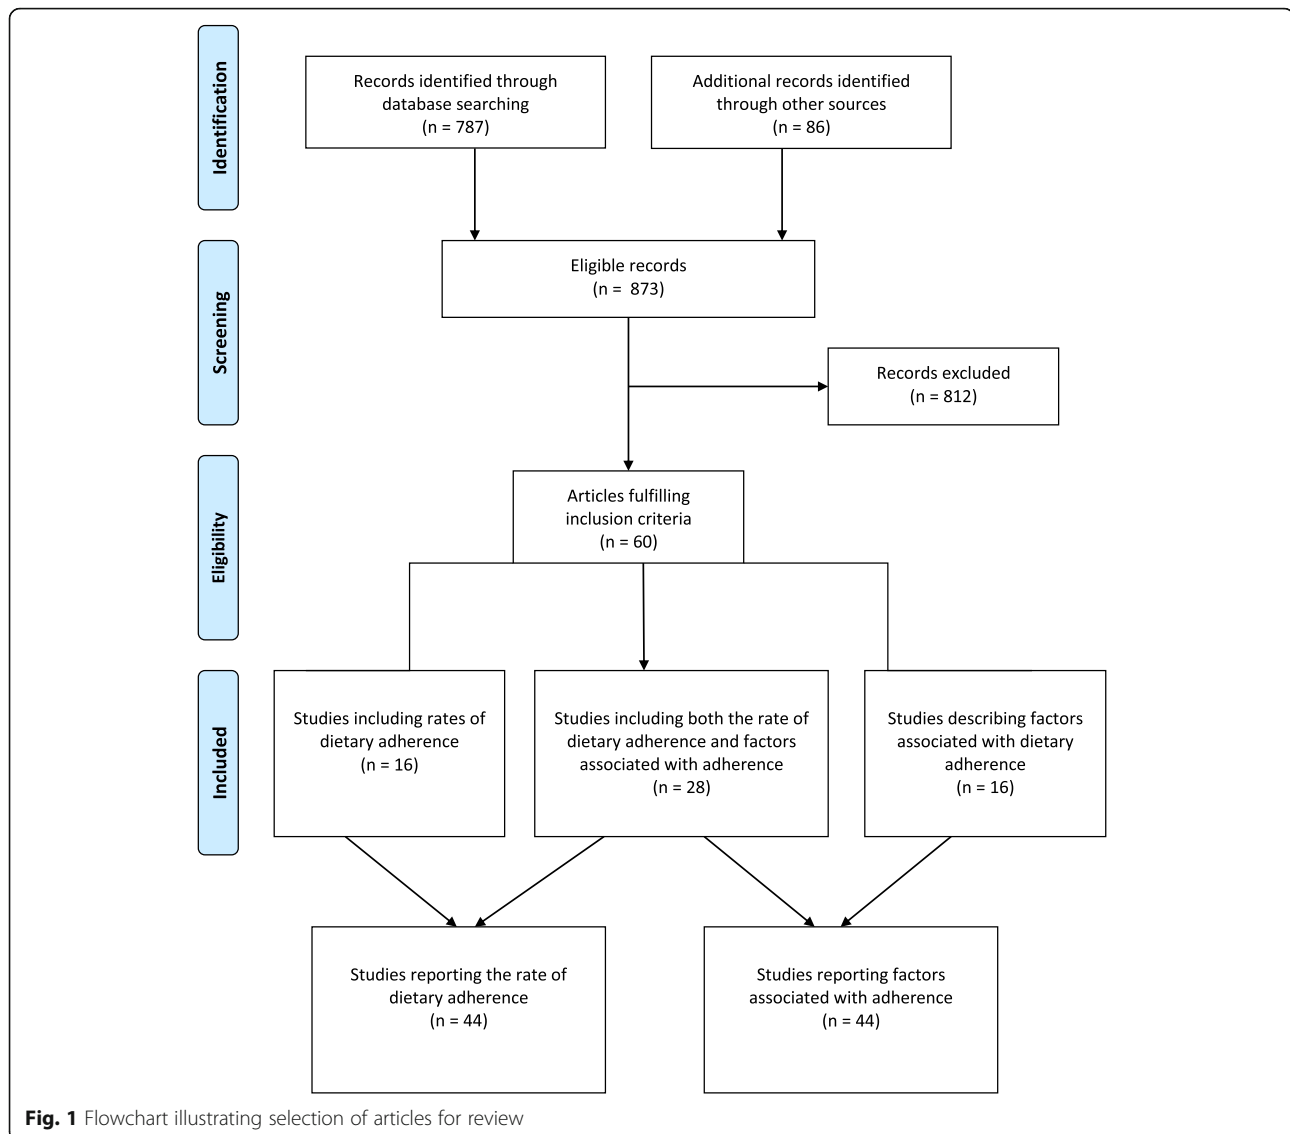 Identification
Records identified through
database searching
(n = 787)
Additional records identified
through other sources
(n = 86)
Screening
Eligible records
(n = 873)
Records excluded
(n = 812)
Eligibility
Articles fulfilling
inclusion criteria
(n = 60)
Included
Studies including rates of
dietary adherence
(n = 16)
Studies including both the rate of
dietary adherence and factors
associated with adherence
(n = 28)
Studies describing factors
associated with dietary
adherence
(n = 16)
Studies reporting the rate of
dietary adherence
(n = 44)
Studies reporting factors
associated with adherence
(n = 44)
Fig. 1 Flowchart illustrating selection of articles for review